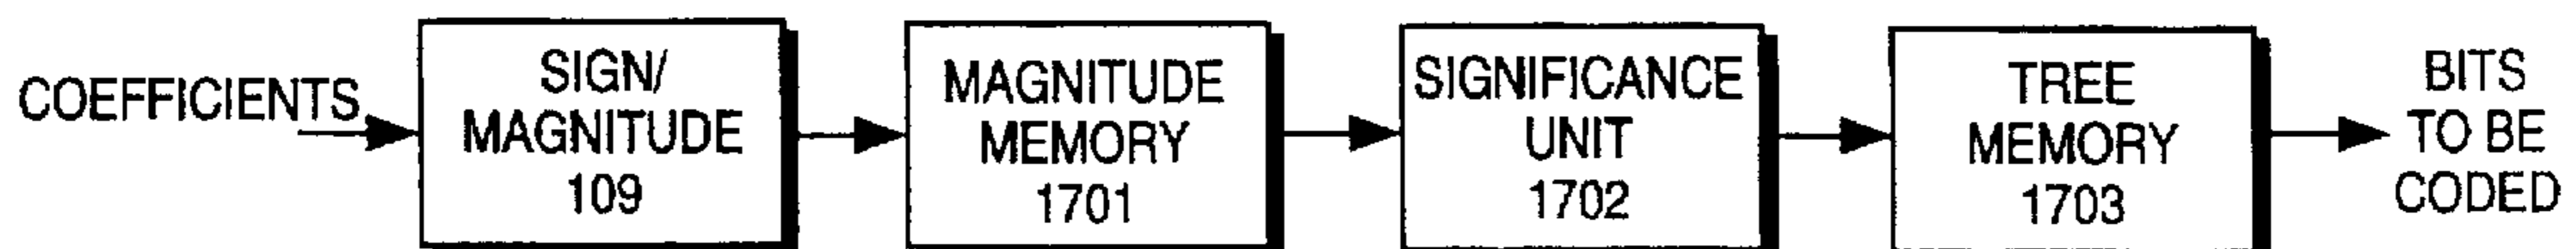 COEFFICIENTS
SIGN/
MAGNITUDE
109
MAGNITUDE
MEMORY
1701
SIGNIFICANCE
UNIT
1702
TREE
MEMORY
1703
BITS
TO BE
CODED